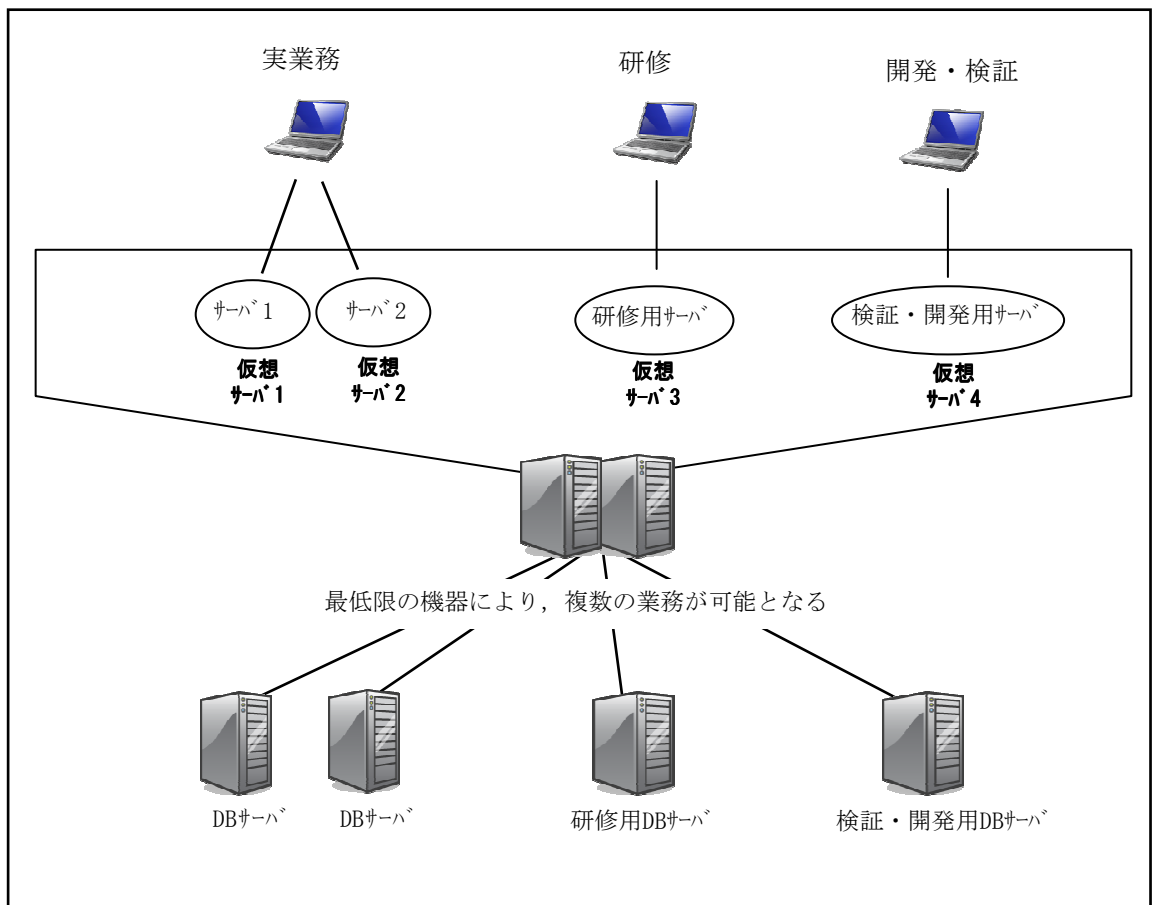 実業務
研修
開発・検証
ｻｰﾊﾞ1
ｻｰﾊﾞ2
研修用ｻｰﾊﾞ
検証・開発用ｻｰﾊﾞ
仮想
ｻｰﾊﾞ1
仮想
ｻｰﾊﾞ2
仮想
ｻｰﾊﾞ3
仮想
ｻｰﾊﾞ4
最低限の機器により，複数の業務が可能となる
DBｻｰﾊﾞ
DBｻｰﾊﾞ
研修用DBｻｰﾊﾞ
検証・開発用DBｻｰﾊﾞ